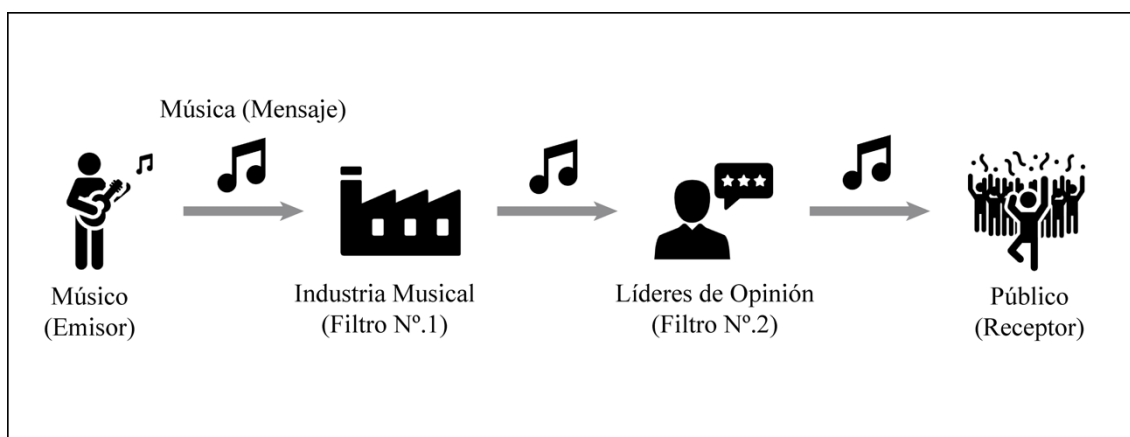 Música (Mensaje)
Músico
(Emisor)
Industria Musical
(Filtro Nº.1)
Líderes de Opinión
(Filtro Nº.2)
Público
(Receptor)